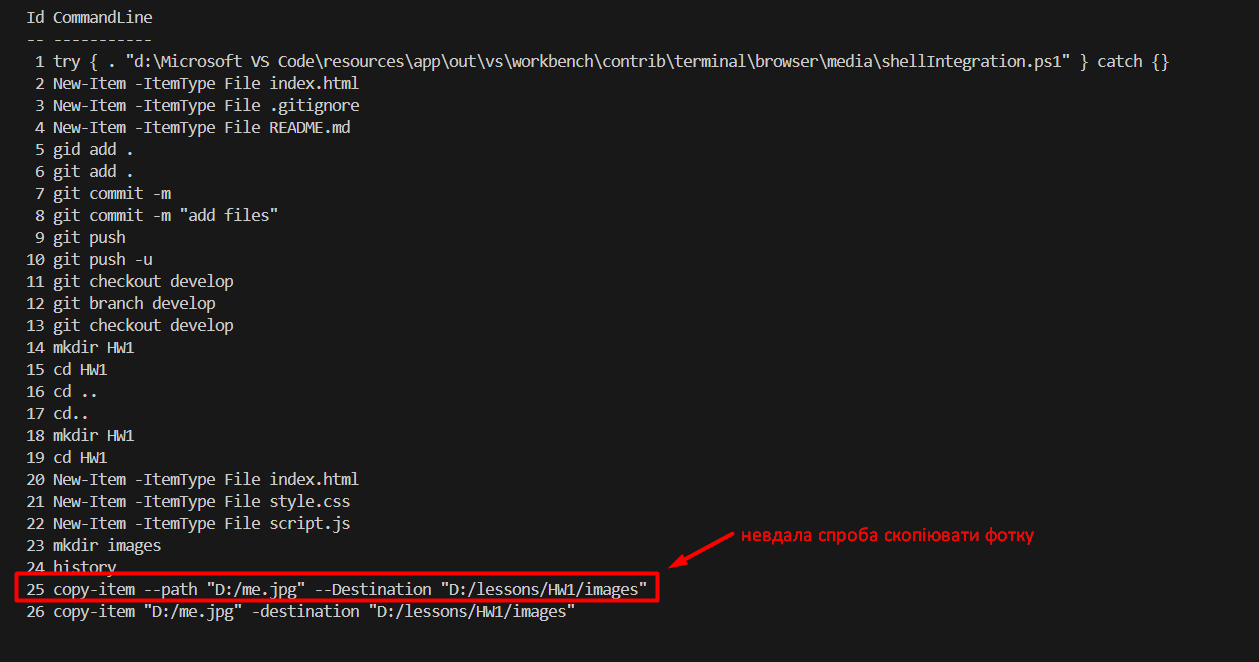 Id CommandLine
-- -----------
1 try { . "d:\Microsoft VS Code\resources\app\out\vs\workbench\contrib\terminal\browser\media\shellIntegration.ps1" } catch {}
2 New-Item -ItemType File index.html
3 New-Item -ItemType File .gitignore
4 New-Item -ItemType File README.md
5 gid add .
6 git add .
7 git commit -m
8 git commit -m "add files"
9 git push
10 git push -u
11 git checkout develop
12 git branch develop
13 git checkout develop
14 mkdir HW1
15 cd HW1
16 cd ..
17 cd..
18 mkdir HW1
19 cd HW1
20 New-Item -ItemType File index.html
21 New-Item -ItemType File style.css
22 New-Item -ItemType File script.js
23 mkdir images
невдала спроба скопіювати фотку
24 history
25 copy-item --path "D:/me.jpg" --Destination "D:/lessons/HW1/images"
26 copy-item "D:/me.jpg" -destination "D:/lessons/HW1/images"